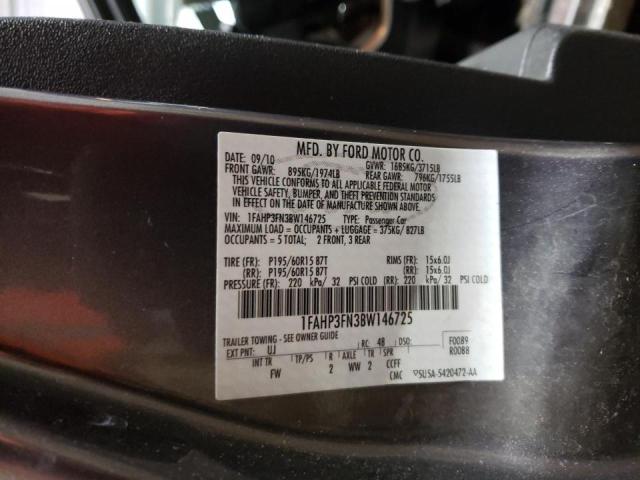 MFD. BY FORD MOTOR CO.
DATE: 09/10 GVWR: 1685KG/3715LB
FRONT GAWR: 895KG/1974LB REAR GAWR: 796KG/1755LB
THIS VEHICLE CONFORMS TO ALL APPLICABLE FEDERAL MOTOR
VEHICLE SAFETY, BUMPER, AND THEFT PREVENTION STANDARDS
IN EFFECT ON THE DATE OF MANUFACTURE SHOWN ABOVE.
VIN: 1FAHP3FN3BW146725 TYPE: Passenger-Car
MAXIMUM LOAD = OCCUPANTS + LUGGAGE = 375KG/ 827LB
OCCUPANTS = 5 TOTAL; 2 FRONT, 3 REAR
TIRE (FR): P195/60R15 87T RIMS (FR): 15x6.0J
(RR): P195/60R15 87T (RR): 15x6.0J
PRESSURE (FR): 220 kPa/ 32 PSI COLD (RR) 220 kPa/ 32 PSI COLD
1FAHP3FN3BW146725
TRAILER TOWING - SEE OWNER GUIDE
EXT PNT: UJ RC: 48 DSO: F0089
INT TR TP/PS R AXLE TR SPR R0088
FW 2 WW 2 CCFF
CMC 5U5A-5420472-AA